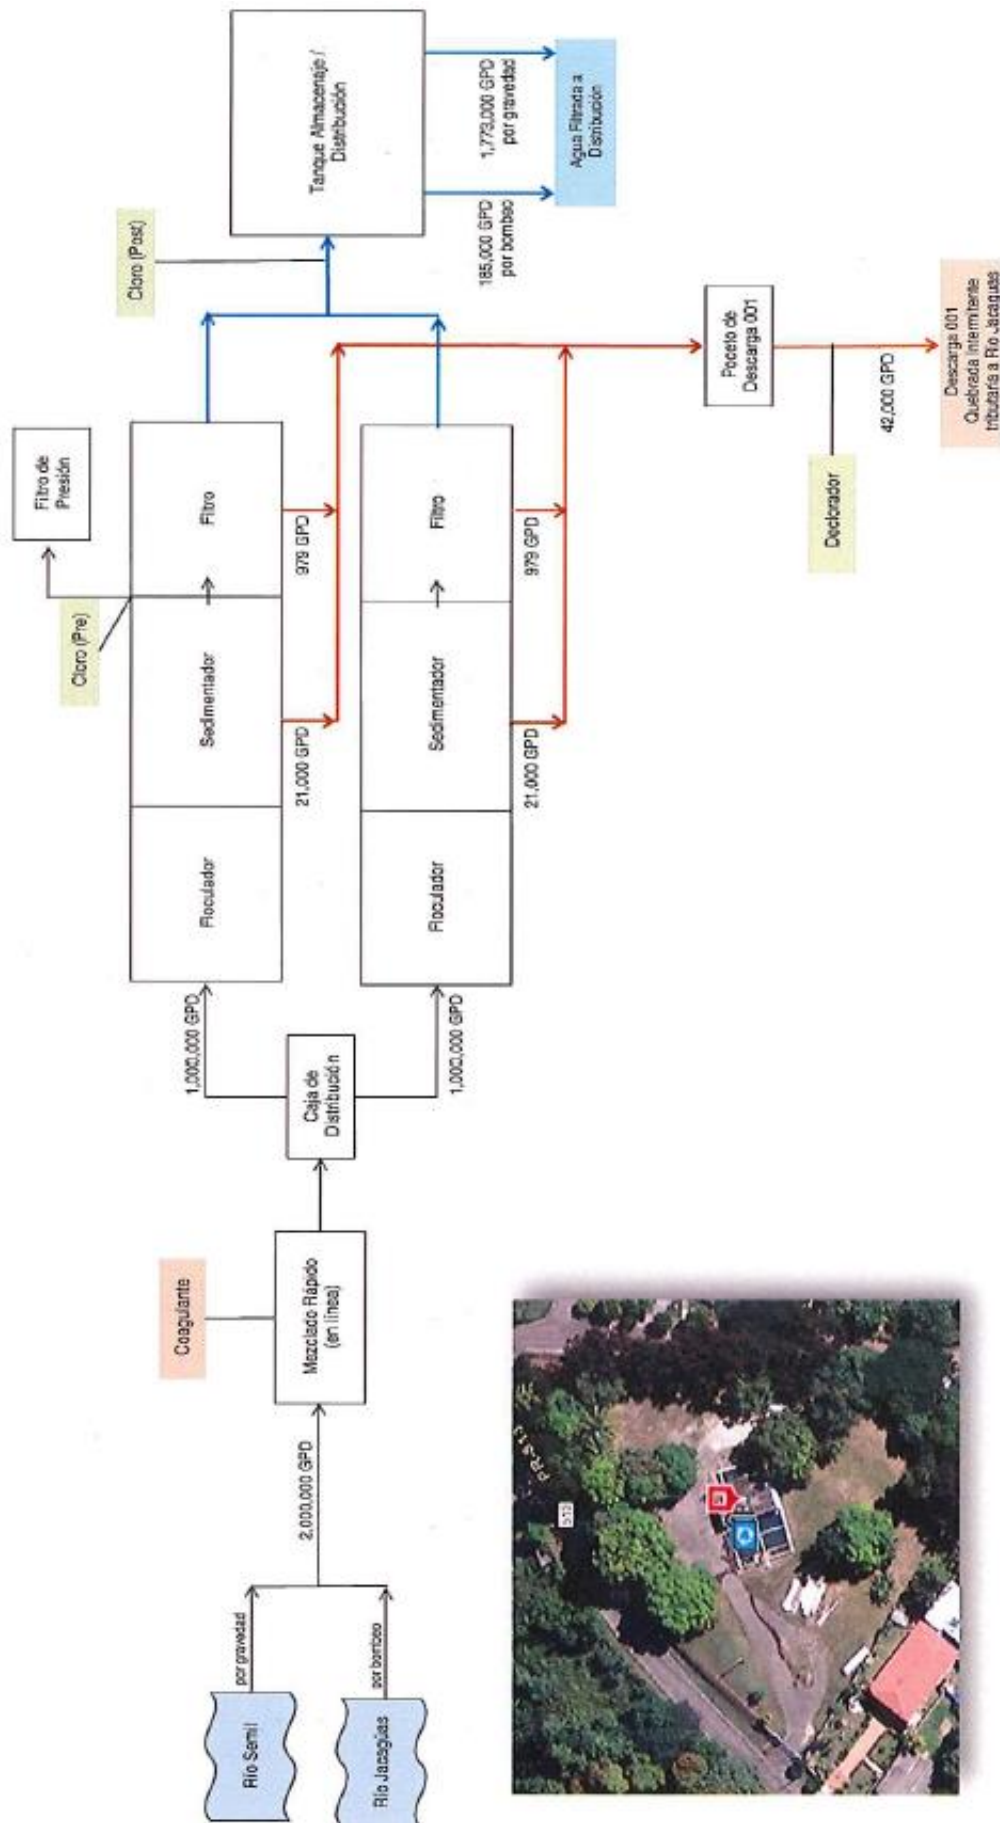 Río Semil
Río Jacaguas
por gravedad
por bombeo
2,000,000 GPD
Coagulante
Mezclado Rápido
(en línea)
Caja de
Distribución
1,000,000 GPD
1,000,000 GPD
Floculador
Sedimentador
Filtro
Cloro (Pre)
Filtro de
Presión
21,000 GPD
979 GPD
Floculador
Sedimentador
Filtro
21,000 GPD
979 GPD
Cloro (Post)
Tanque Almacenaje /
Distribución
185,000 GPD
por bombeo
1,773,000 GPD
por gravedad
Agua Filtrada a
Distribución
Poceto de
Descarga 001
Declorador
42,000 GPD
Descarga 001
Quebrada Intermitente
tributaria a Río Jacaguas
513
PR-513